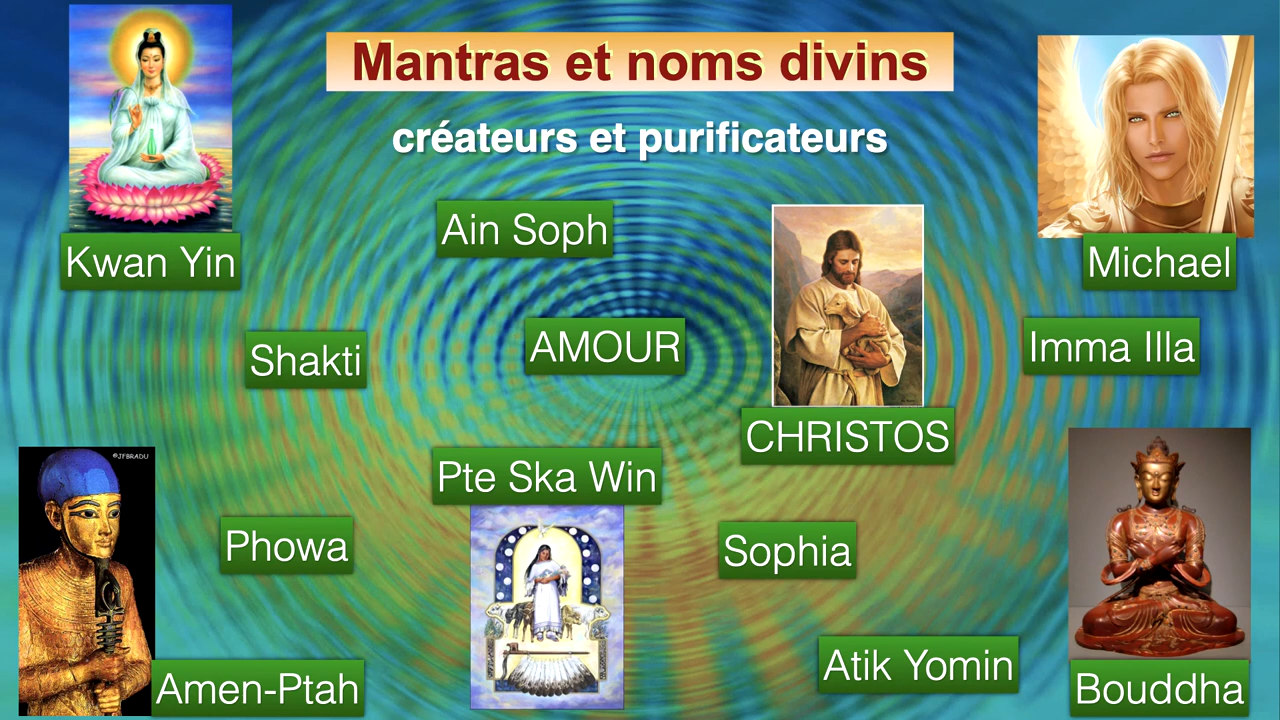 Mantras et noms divins
créateurs et purificateurs
Ain Soph
Kwan Yin
Michael
Shakti
AMOUR
Imma Illa
CHRISTOS
©JFBRADU
Pte Ska Win
Phowa
Sophia
Atik Yomin
Amen-Ptah
Bouddha